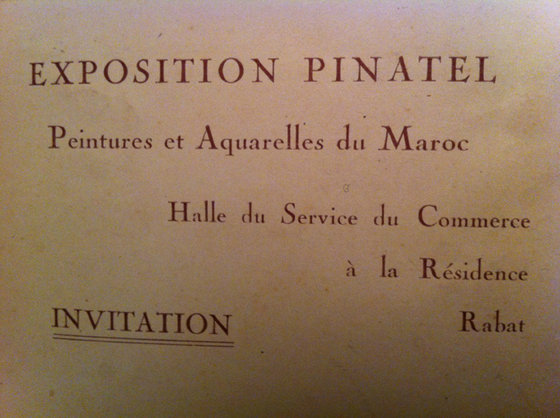 EXPOSITION PINATEL
Peintures et Aquarelles du Maroc
Halle du Service du Commerce
à la Résidence
INVITATION Rabat